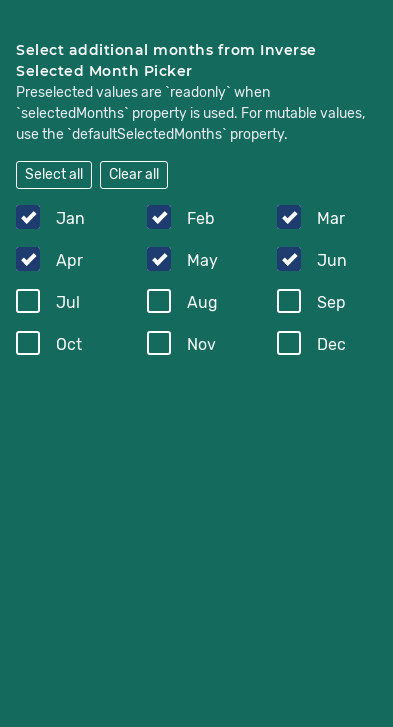 Select additional months from Inverse
Selected Month Picker
Preselected values are `readonly` when
`selectedMonths` property is used. For mutable values,
use the `defaultSelectedMonths` property.
Select all Clear all
Jan Feb Mar
Apr May Jun
Jul Aug Sep
Oct Nov Dec